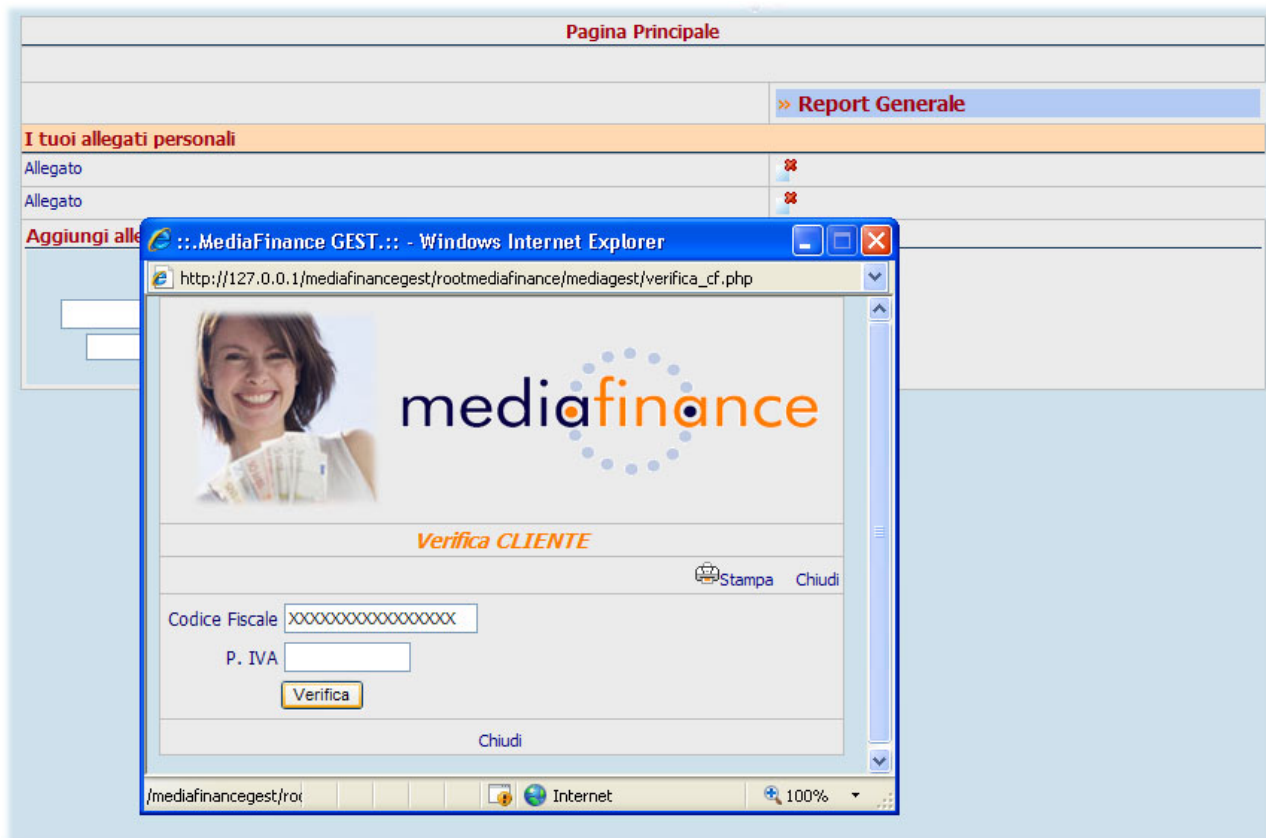 Pagina Principale
» Report Generale
I tuoi allegati personali
Allegato
Allegato
Aggiungi alle
::.MediaFinance GEST.:: - Windows Internet Explorer
http://127.0.0.1/mediafinancegest/rootmediafinance/mediagest/verifica_cf.php
mediafinance
Verifica CLIENTE
Stampa Chiudi
Codice Fiscale XXXXXXXXXXXXXXXX
P. IVA
Verifica
Chiudi
/mediafinancegest/roo Internet 100%